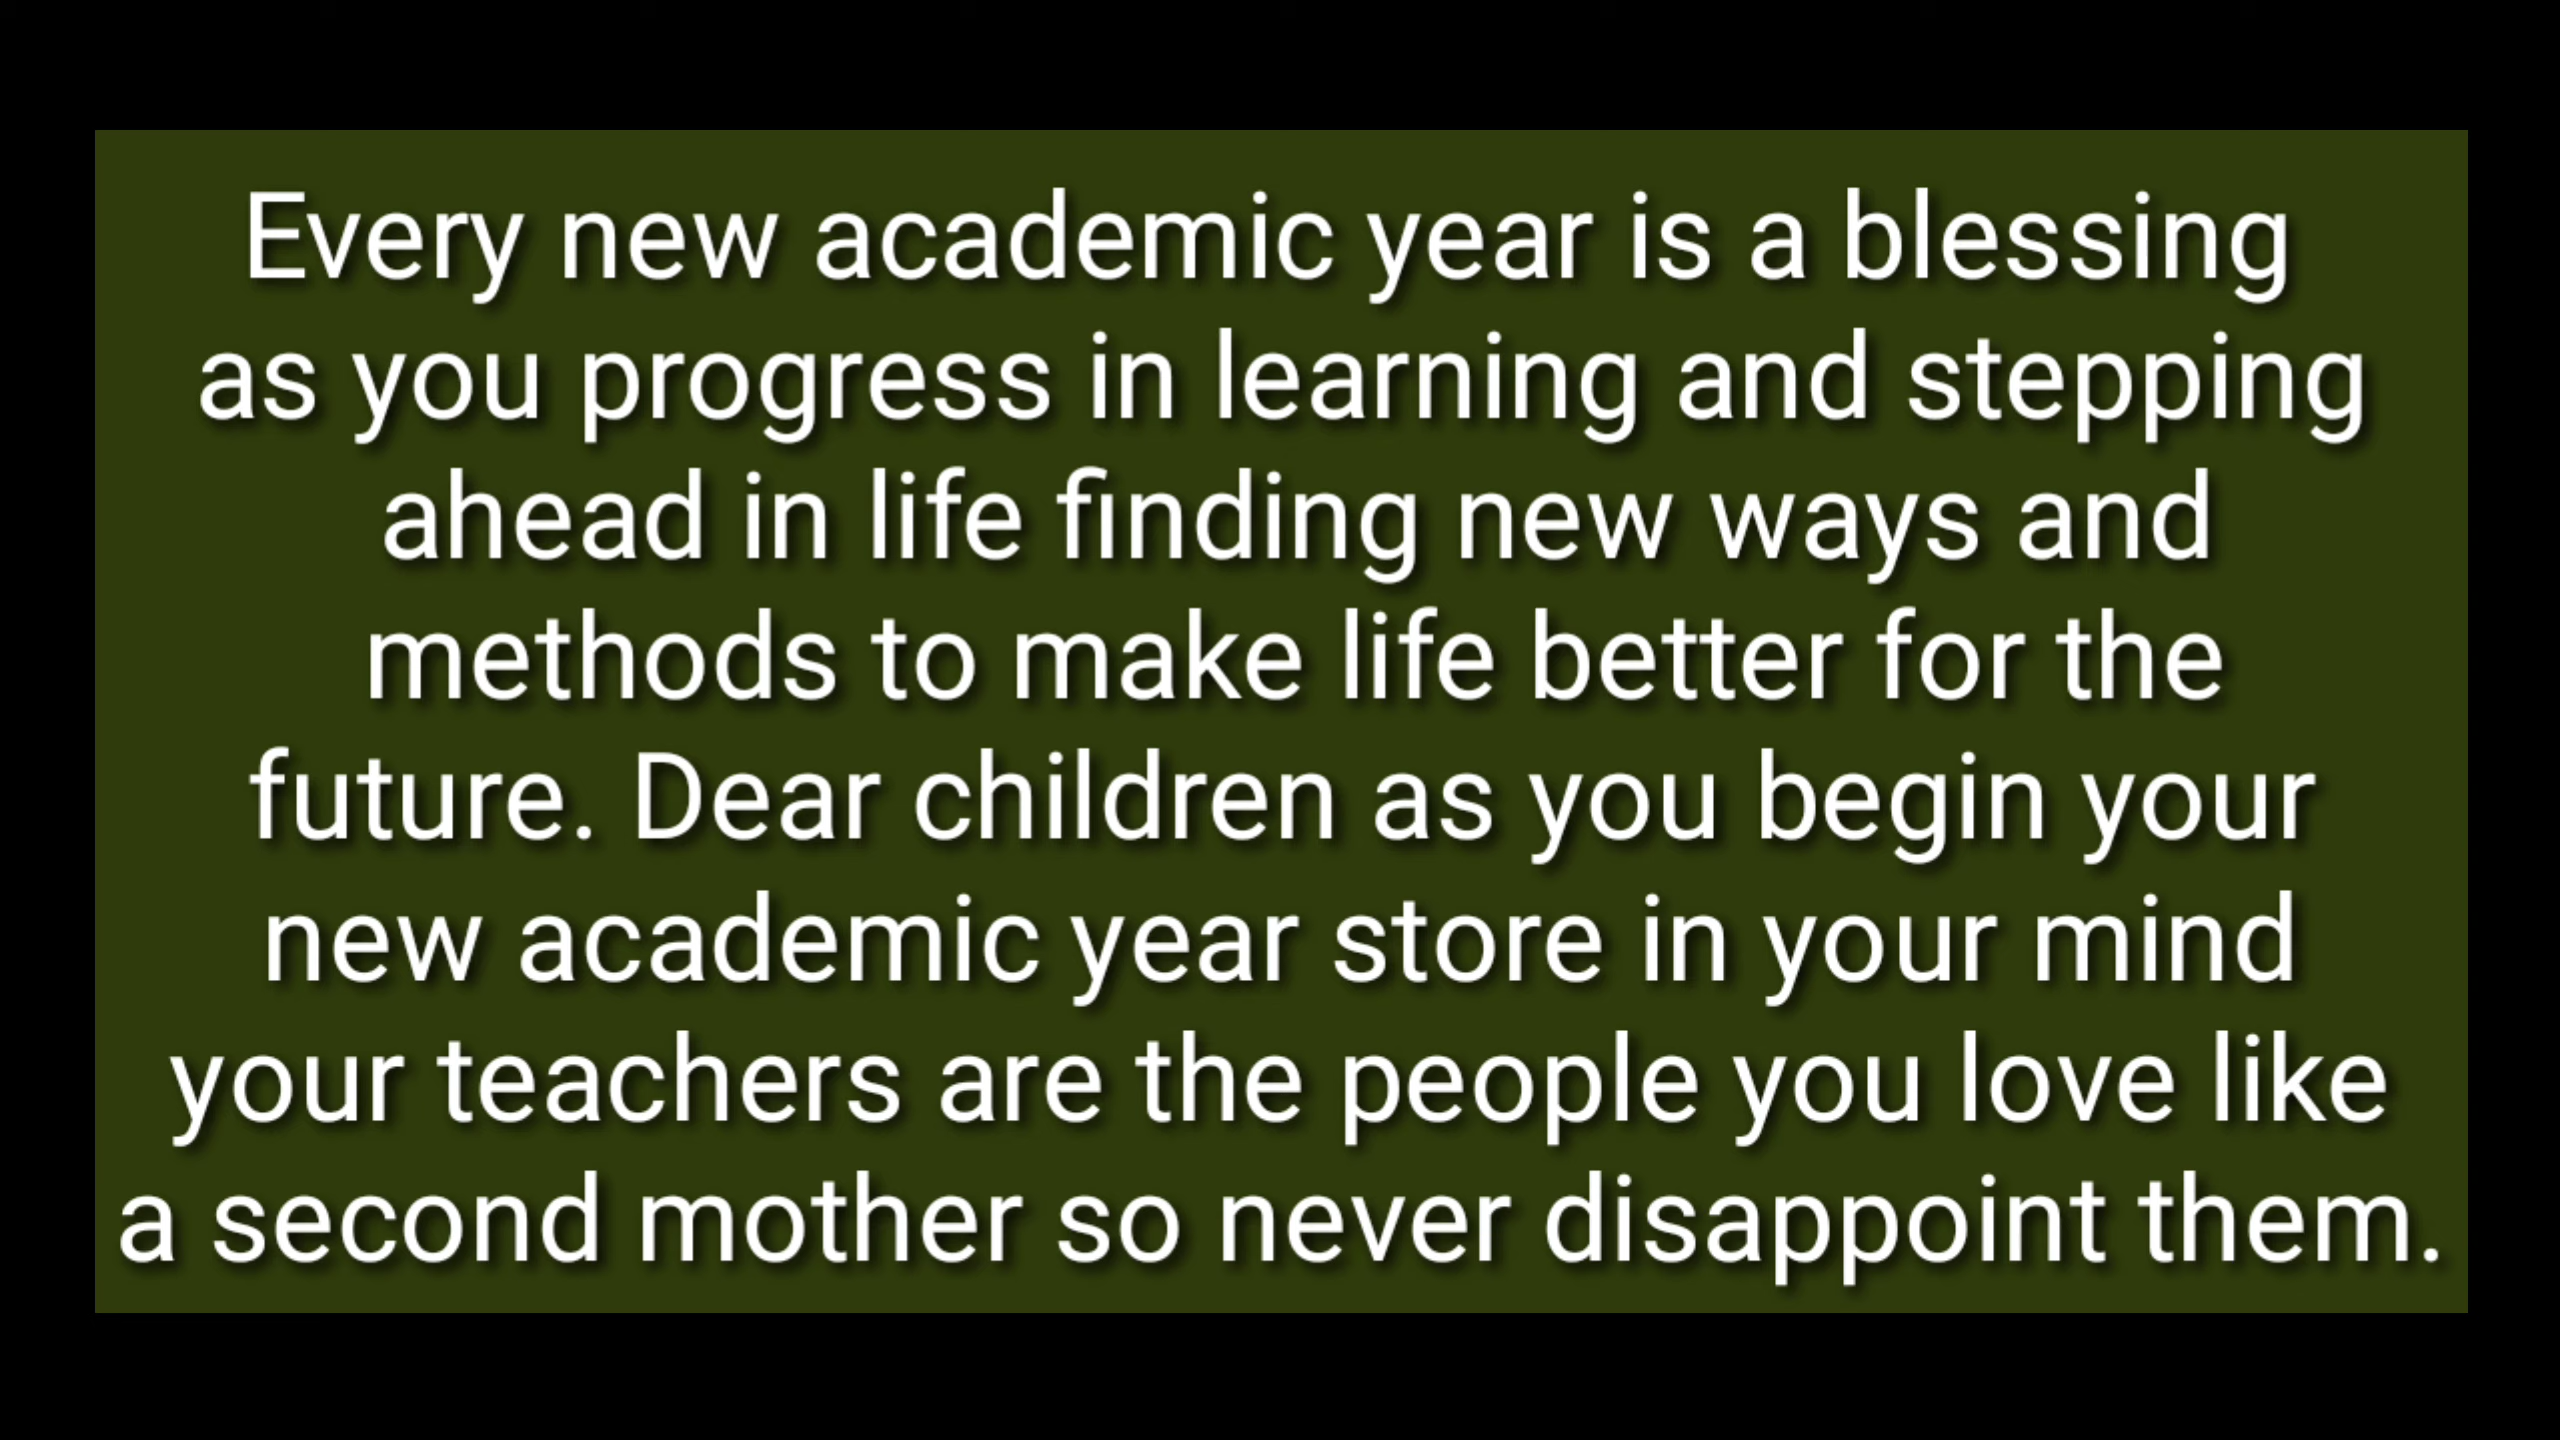 Every new academic year is a blessing
as you progress in learning and stepping
ahead in life finding new ways and
methods to make life better for the
future. Dear children as you begin your
new academic year store in your mind
your teachers are the people you love like
a second mother so never disappoint them.